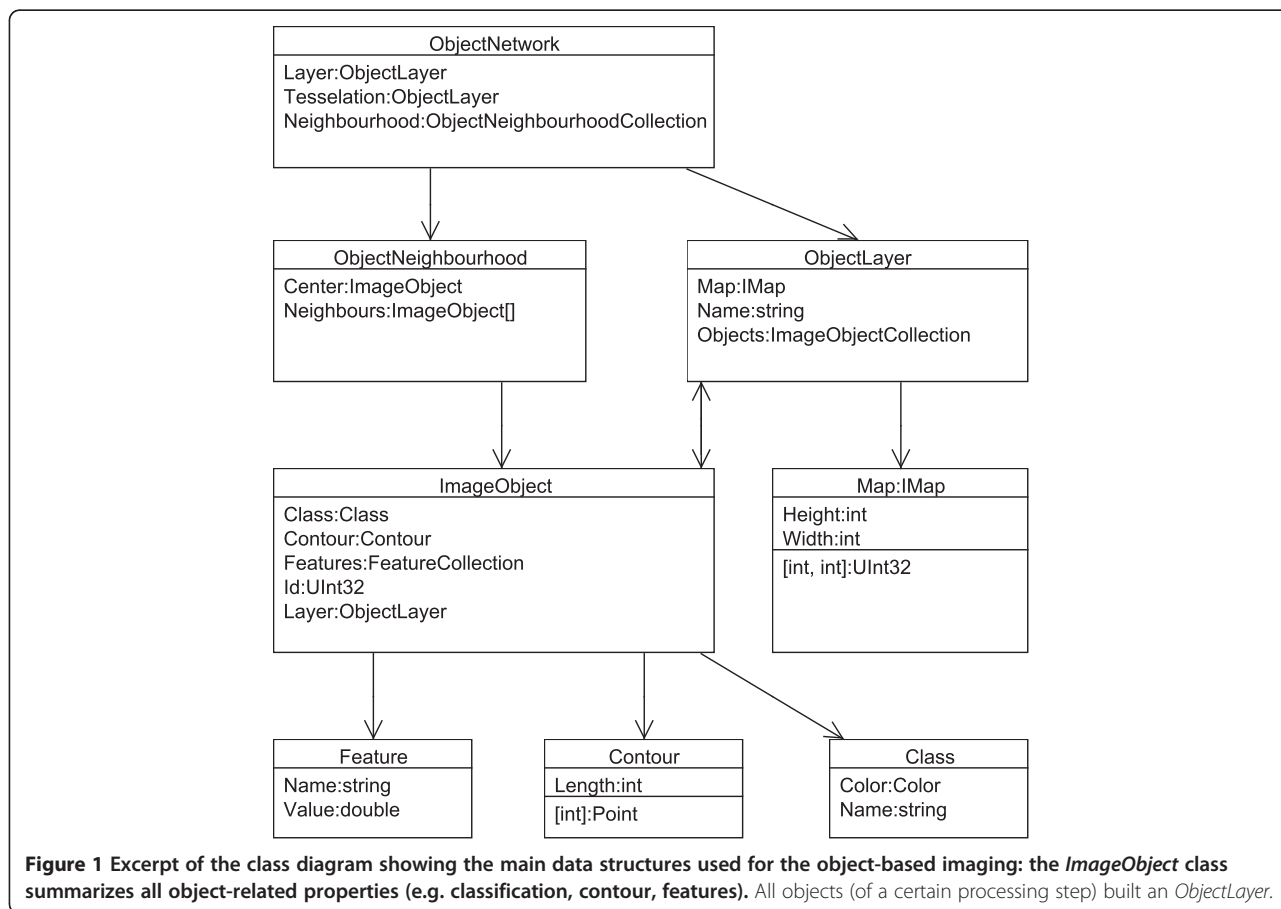 ObjectNetwork
Layer:ObjectLayer
Tesselation:ObjectLayer
Neighbourhood:ObjectNeighbourhoodCollection
ObjectNeighbourhood
Center:ImageObject
Neighbours:ImageObject[]
ObjectLayer
Map:IMap
Name:string
Objects:ImageObjectCollection
ImageObject
Class:Class
Contour:Contour
Features:FeatureCollection
Id:UInt32
Layer:ObjectLayer
Map:IMap
Height:int
Width:int
[int, int]:UInt32
Feature
Name:string
Value:double
Contour
Length:int
[int]:Point
Class
Color:Color
Name:string
Figure 1 Excerpt of the class diagram showing the main data structures used for the object-based imaging: the ImageObject class
summarizes all object-related properties (e.g. classification, contour, features). All objects (of a certain processing step) built an ObjectLayer.